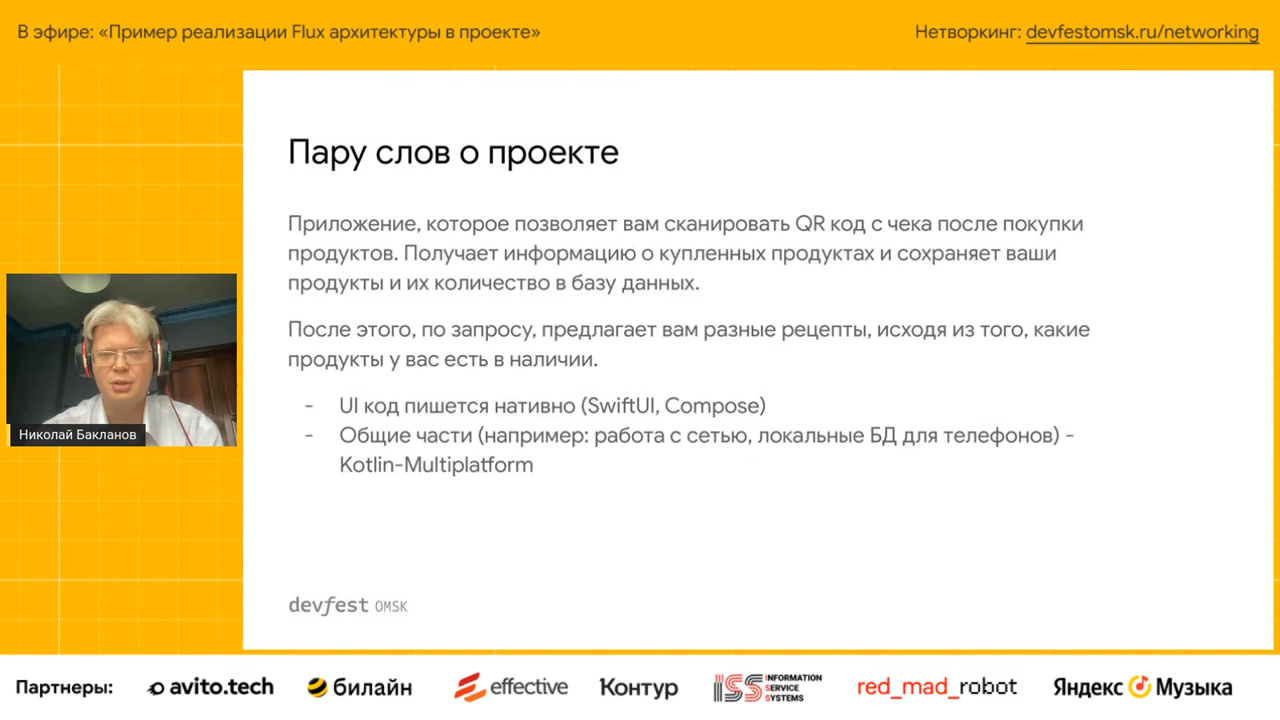 В эфире: «Пример реализации Flux архитектуры в проекте»
Нетворкинг: devfestomsk.ru/networking
Пару слов о проекте
Приложение, которое позволяет вам сканировать QR код с чека после покупки
продуктов. Получает информацию о купленных продуктах и сохраняет ваши
продукты и их количество в базу данных.
После этого, по запросу, предлагает вам разные рецепты, исходя из того, какие
продукты у вас есть в наличии.
- UI код пишется нативно (SwiftUI, Compose)
- Общие части (например: работа с сетью, локальные БД для телефонов) -
Kotlin-Multiplatform
Николай Бакланов
devfest OMSK
Партнеры:
avito.tech
билайн
effective
Контур
ISS INFORMATION
SERVICE
SYSTEMS
red_mad_robot
Яндекс Музыка